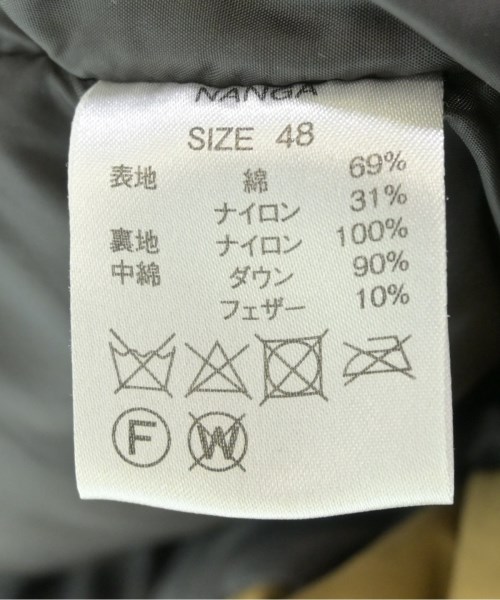 NANGA
SIZE 48
表地 綿 69%
ナイロン 31%
裏地 ナイロン 100%
中綿 ダウン 90%
フェザー 10%
F W